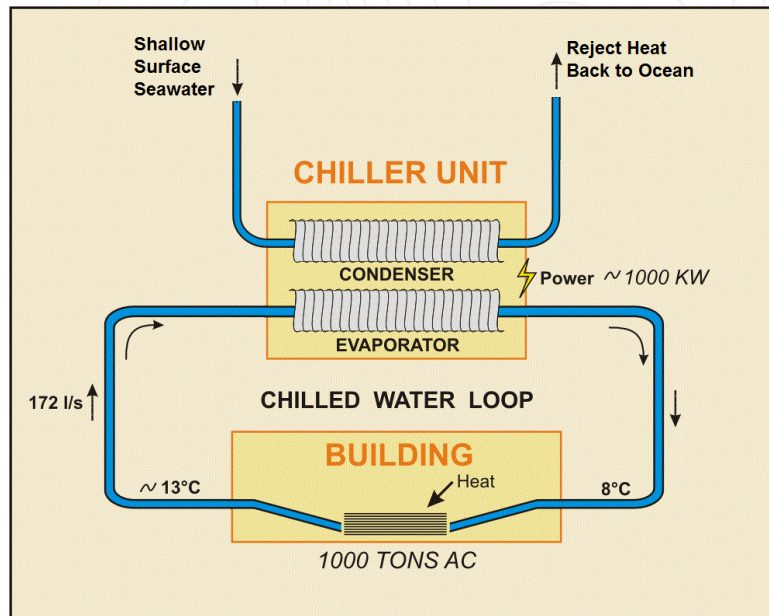 Shallow
Surface
Seawater
Reject Heat
Back to Ocean
CHILLER UNIT
CONDENSER
Power ~ 1000 KW
EVAPORATOR
172 l/s
CHILLED WATER LOOP
BUILDING
Heat
~ 13°C
8°C
1000 TONS AC